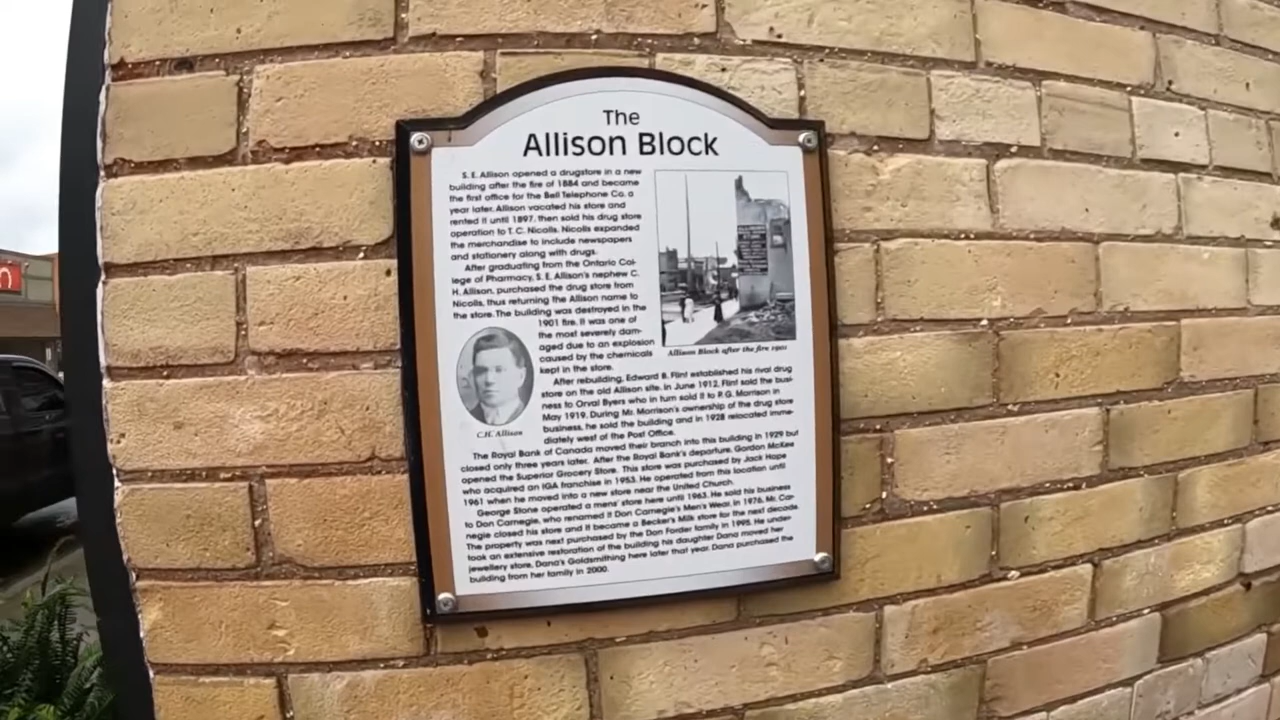 The
Allison Block
S. E. Allison opened a drugstore in a new
building after the fire of 1884 and became
the first office for the Bell Telephone Co. a
year later. Allison vacated his store and
rented it until 1897, then sold his drug store
operation to T. C. Nicolls. Nicolls expanded
the merchandise to include newspapers
and stationery along with drugs.
After graduating from the Ontario Col-
lege of Pharmacy, S. E. Allison's nephew C.
H. Allison, purchased the drug store from
Nicolls, thus returning the Allison name to
the store. The building was destroyed in the
1901 fire. It was one of
the most severely dam-
aged due to an explosion
caused by the chemicals
kept in the store.
Allison Block after the fire 1901
C.H. Allison
After rebuilding, Edward B. Flint established his rival drug
store on the old Allison site. In June 1912, Flint sold the busi-
ness to Orval Byers who in turn sold it to P.G. Morrison in
May 1919. During Mr. Morrison's ownership of the drug store
business, he sold the building and in 1928 relocated imme-
diately west of the Post Office.
The Royal Bank of Canada moved their branch into this building in 1929 but
closed only three years later. After the Royal Bank's departure, Gordon McKee
opened the Superior Grocery Store. This store was purchased by Jack Hope
who acquired an IGA franchise in 1953. He operated from this location until
1961 when he moved into a new store near the United Church.
George Stone operated a mens' store here until 1963. He sold his business
to Don Carnegie, who renamed it Don Carnegie's Men's Wear. In 1976, Mr. Car-
negie closed his store and it became a Becker's Milk store for the next decade.
The property was next purchased by the Don Forder family in 1995. He under-
took an extensive restoration of the building his daughter Dana moved her
jewellery store, Dana's Goldsmithing here later that year. Dana purchased the
building from her family in 2000.